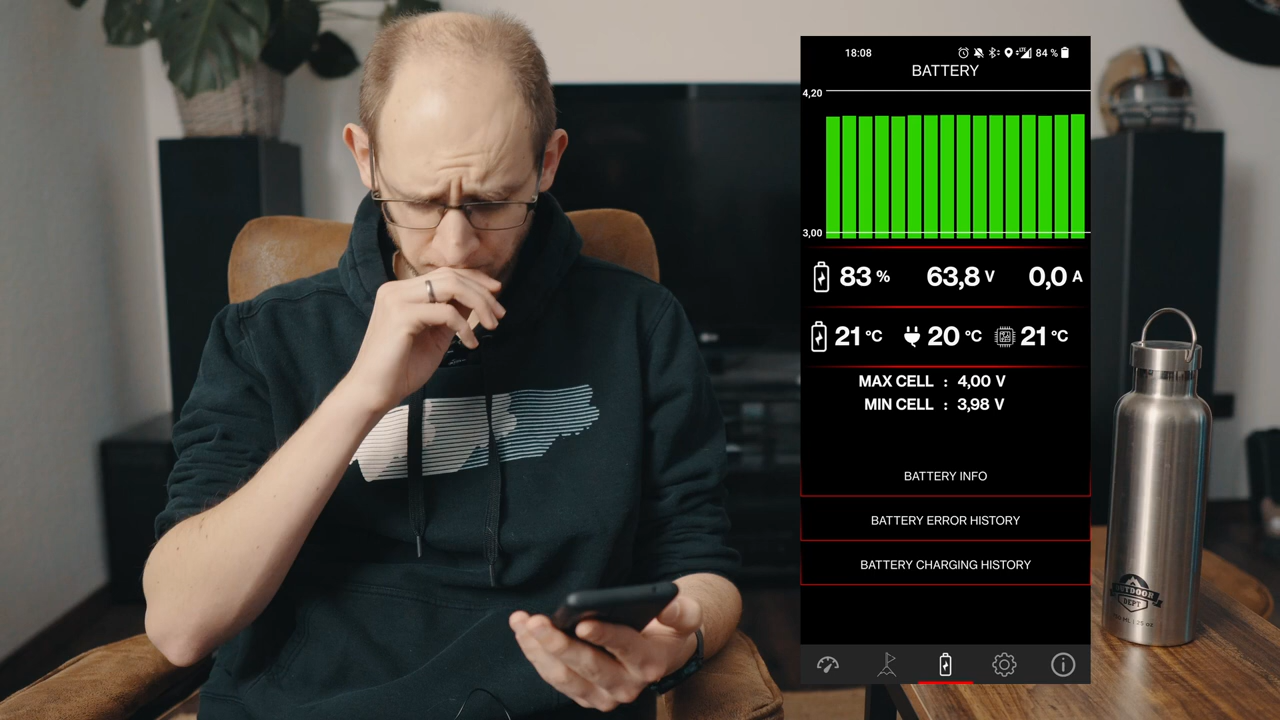 18:08
84 %
BATTERY
4,20
3,00
83 %
63,8 V
0,0 A
21 °C
20 °C
21 °C
MAX CELL : 4,00 V
MIN CELL : 3,98 V
BATTERY INFO
BATTERY ERROR HISTORY
BATTERY CHARGING HISTORY
OUTDOOR
DEPT